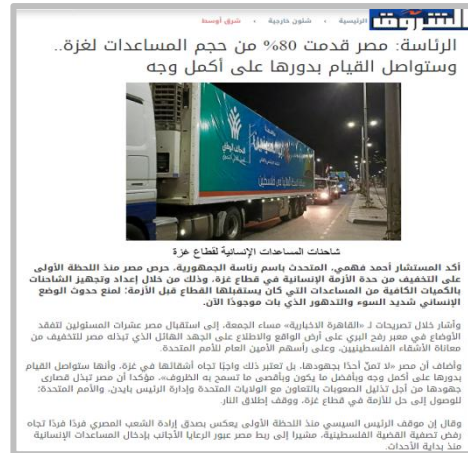 الشروق
الرئيسية › شئون خارجية › شرق أوسط
الرئاسة: مصر قدمت 80% من حجم المساعدات لغزة..
وستواصل القيام بدورها على أكمل وجه
شاحنات المساعدات الإنسانية لقطاع غزة
أكد المستشار أحمد فهمي، المتحدث باسم رئاسة الجمهورية، حرص مصر منذ اللحظة الأولى
على التخفيف من حدة الأزمة الإنسانية في قطاع غزة، وذلك من خلال إعداد وتجهيز الشاحنات
بالكميات الكافية من المساعدات التي كان يستقبلها القطاع قبل الأزمة؛ لمنع حدوث الوضع
الإنساني شديد السوء والتدهور الذي بات موجودًا الآن.
وأشار خلال تصريحات لـ «القاهرة الاخبارية» مساء الجمعة، إلى استقبال مصر عشرات المسئولين لتفقد
الأوضاع في معبر رفح البري على أرض الواقع والاطلاع على الجهد الهائل الذي تبذله مصر للتخفيف من
معاناة الأشقاء الفلسطينيين، وعلى رأسهم الأمين العام للأمم المتحدة.
وأضاف أن مصر «لا تمنّ أحدًا بجهودها، بل تعتبر ذلك واجبًا تجاه أشقائها في غزة، وأنها ستواصل القيام
بدورها على أكمل وجه وبأفضل ما يكون وبأقصى ما تسمح به الظروف»، مؤكدا أن مصر تبذل قصارى
جهودها من أجل تذليل الصعوبات بالتعاون مع الولايات المتحدة وإدارة الرئيس بايدن، والأمم المتحدة؛
للوصول إلى حل للأزمة في قطاع غزة، ووقف إطلاق النار.
وقال إن موقف الرئيس السيسي منذ اللحظة الأولى يعكس بصدق إرادة الشعب المصري فردًا فردًا تجاه
رفض تصفية القضية الفلسطينية، مشيرا إلى ربط مصر عبور الرعايا الأجانب بإدخال المساعدات الإنسانية
منذ بداية الأحداث.